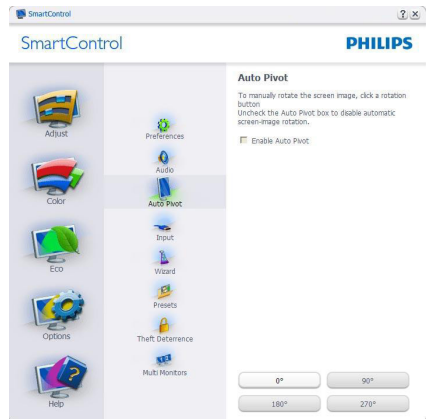 SmartControl
SmartControl
PHILIPS
Adjust
Color
Eco
Options
Help
Preferences
Audio
Auto Pivot
Input
Wizard
Presets
Theft Deterrence
Multi Monitors
Auto Pivot
To manually rotate the screen image, click a rotation
button
Uncheck the Auto Pivot box to disable automatic
screen-image rotation.
Enable Auto Pivot
0°
90°
180°
270°